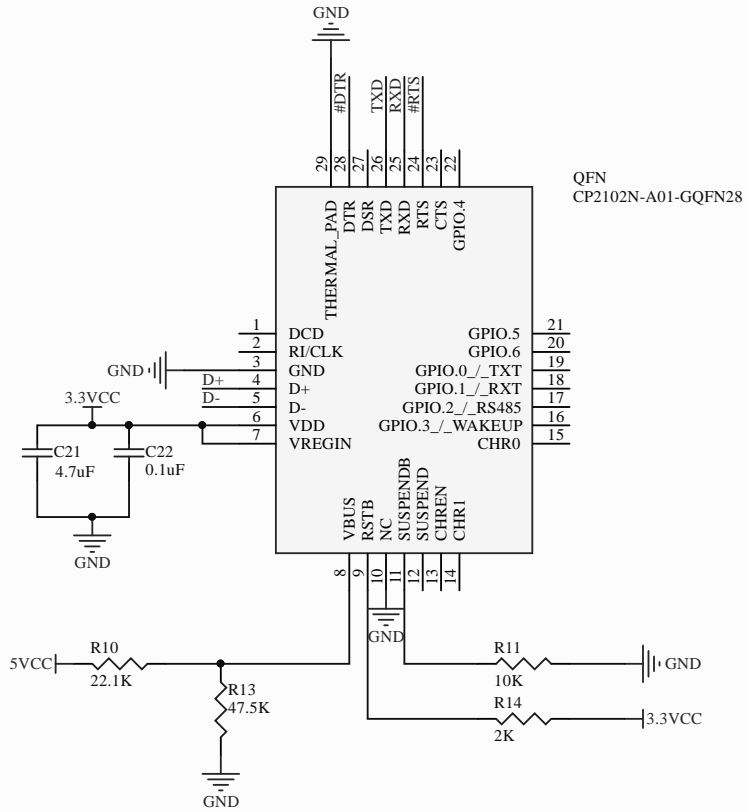 GND
#DTR
TXD
RXD
#RTS
29
28
27
26
25
24
23
22
QFN
CP2102N-A01-GQFN28
THERMAL_PAD
DTR
DSR
TXD
RXD
RTS
CTS
GPIO.4
1 DCD
2 RI/CLK
GND 3 GND
D+ 4 D+
D- 5 D-
3.3VCC
6 VDD
7 VREGIN
GPIO.5 21
GPIO.6 20
GPIO.0_/_TXT 19
GPIO.1_/_RXT 18
GPIO.2_/_RS485 17
GPIO.3_/_WAKEUP 16
CHR0 15
C21
4.7uF
C22
0.1uF
GND
VBUS
RSTB
NC
SUSPENDB
SUSPEND
CHREN
CHR1
8
9
10
11
12
13
14
GND
5VCC
R10
22.1K
R13
47.5K
GND
R11
10K
GND
R14
2K
3.3VCC